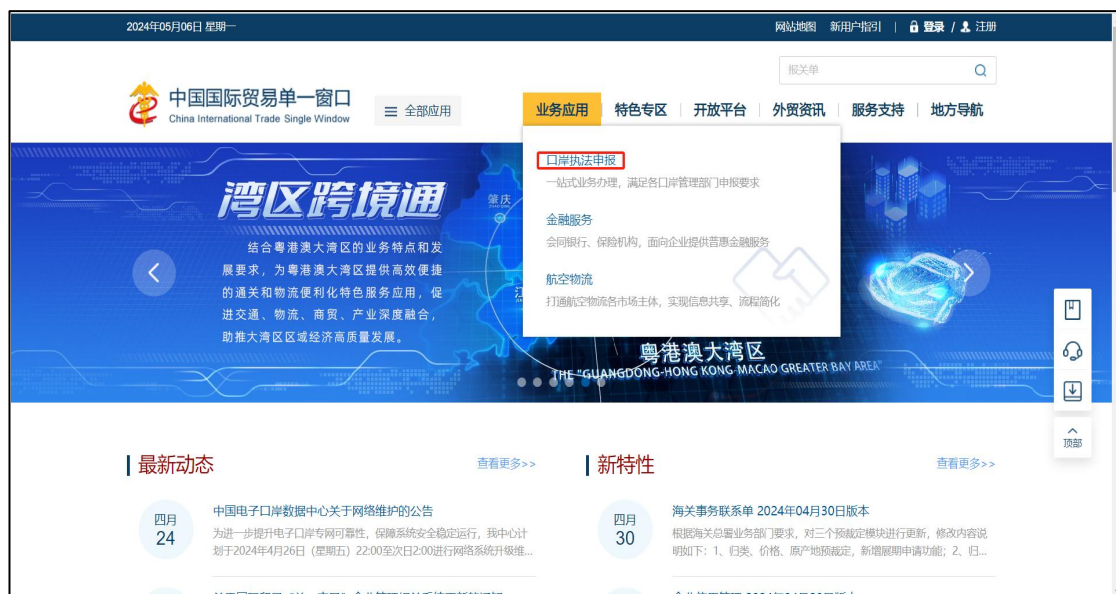 2024年05月06日 星期一
网站地图 新用户指引 | 登录 / 注册
报关单
中国国际贸易单一窗口
China International Trade Single Window
全部应用
业务应用 特色专区 开放平台 外贸资讯 服务支持 地方导航
口岸执法申报
一站式业务办理，满足各口岸管理部门申报要求
金融服务
会同银行、保险机构，面向企业提供普惠金融服务
航空物流
打通航空物流各市场主体，实现信息共享、流程简化
湾区跨境通
肇庆
结合粤港澳大湾区的业务特点和发
展要求，为粤港澳大湾区提供高效便捷
的通关和物流便利化特色服务应用，促
进交通、物流、商贸、产业深度融合，
助推大湾区区域经济高质量发展。
江
粤港澳大湾区
THE "GUANGDONG-HONG KONG-MACAO GREATER BAY AREA"
顶部
最新动态
查看更多>>
四月
24
中国电子口岸数据中心关于网络维护的公告
为进一步提升电子口岸专网可靠性，保障系统安全稳定运行，我中心计
划于2024年4月26日（星期五）22:00至次日2:00进行网络系统升级维...
新特性
查看更多>>
四月
30
海关事务联系单 2024年04月30日版本
根据海关总署业务部门要求，对三个预裁定模块进行更新，修改内容说
明如下：1、归类、价格、原产地预裁定，新增展期申请功能；2、归...